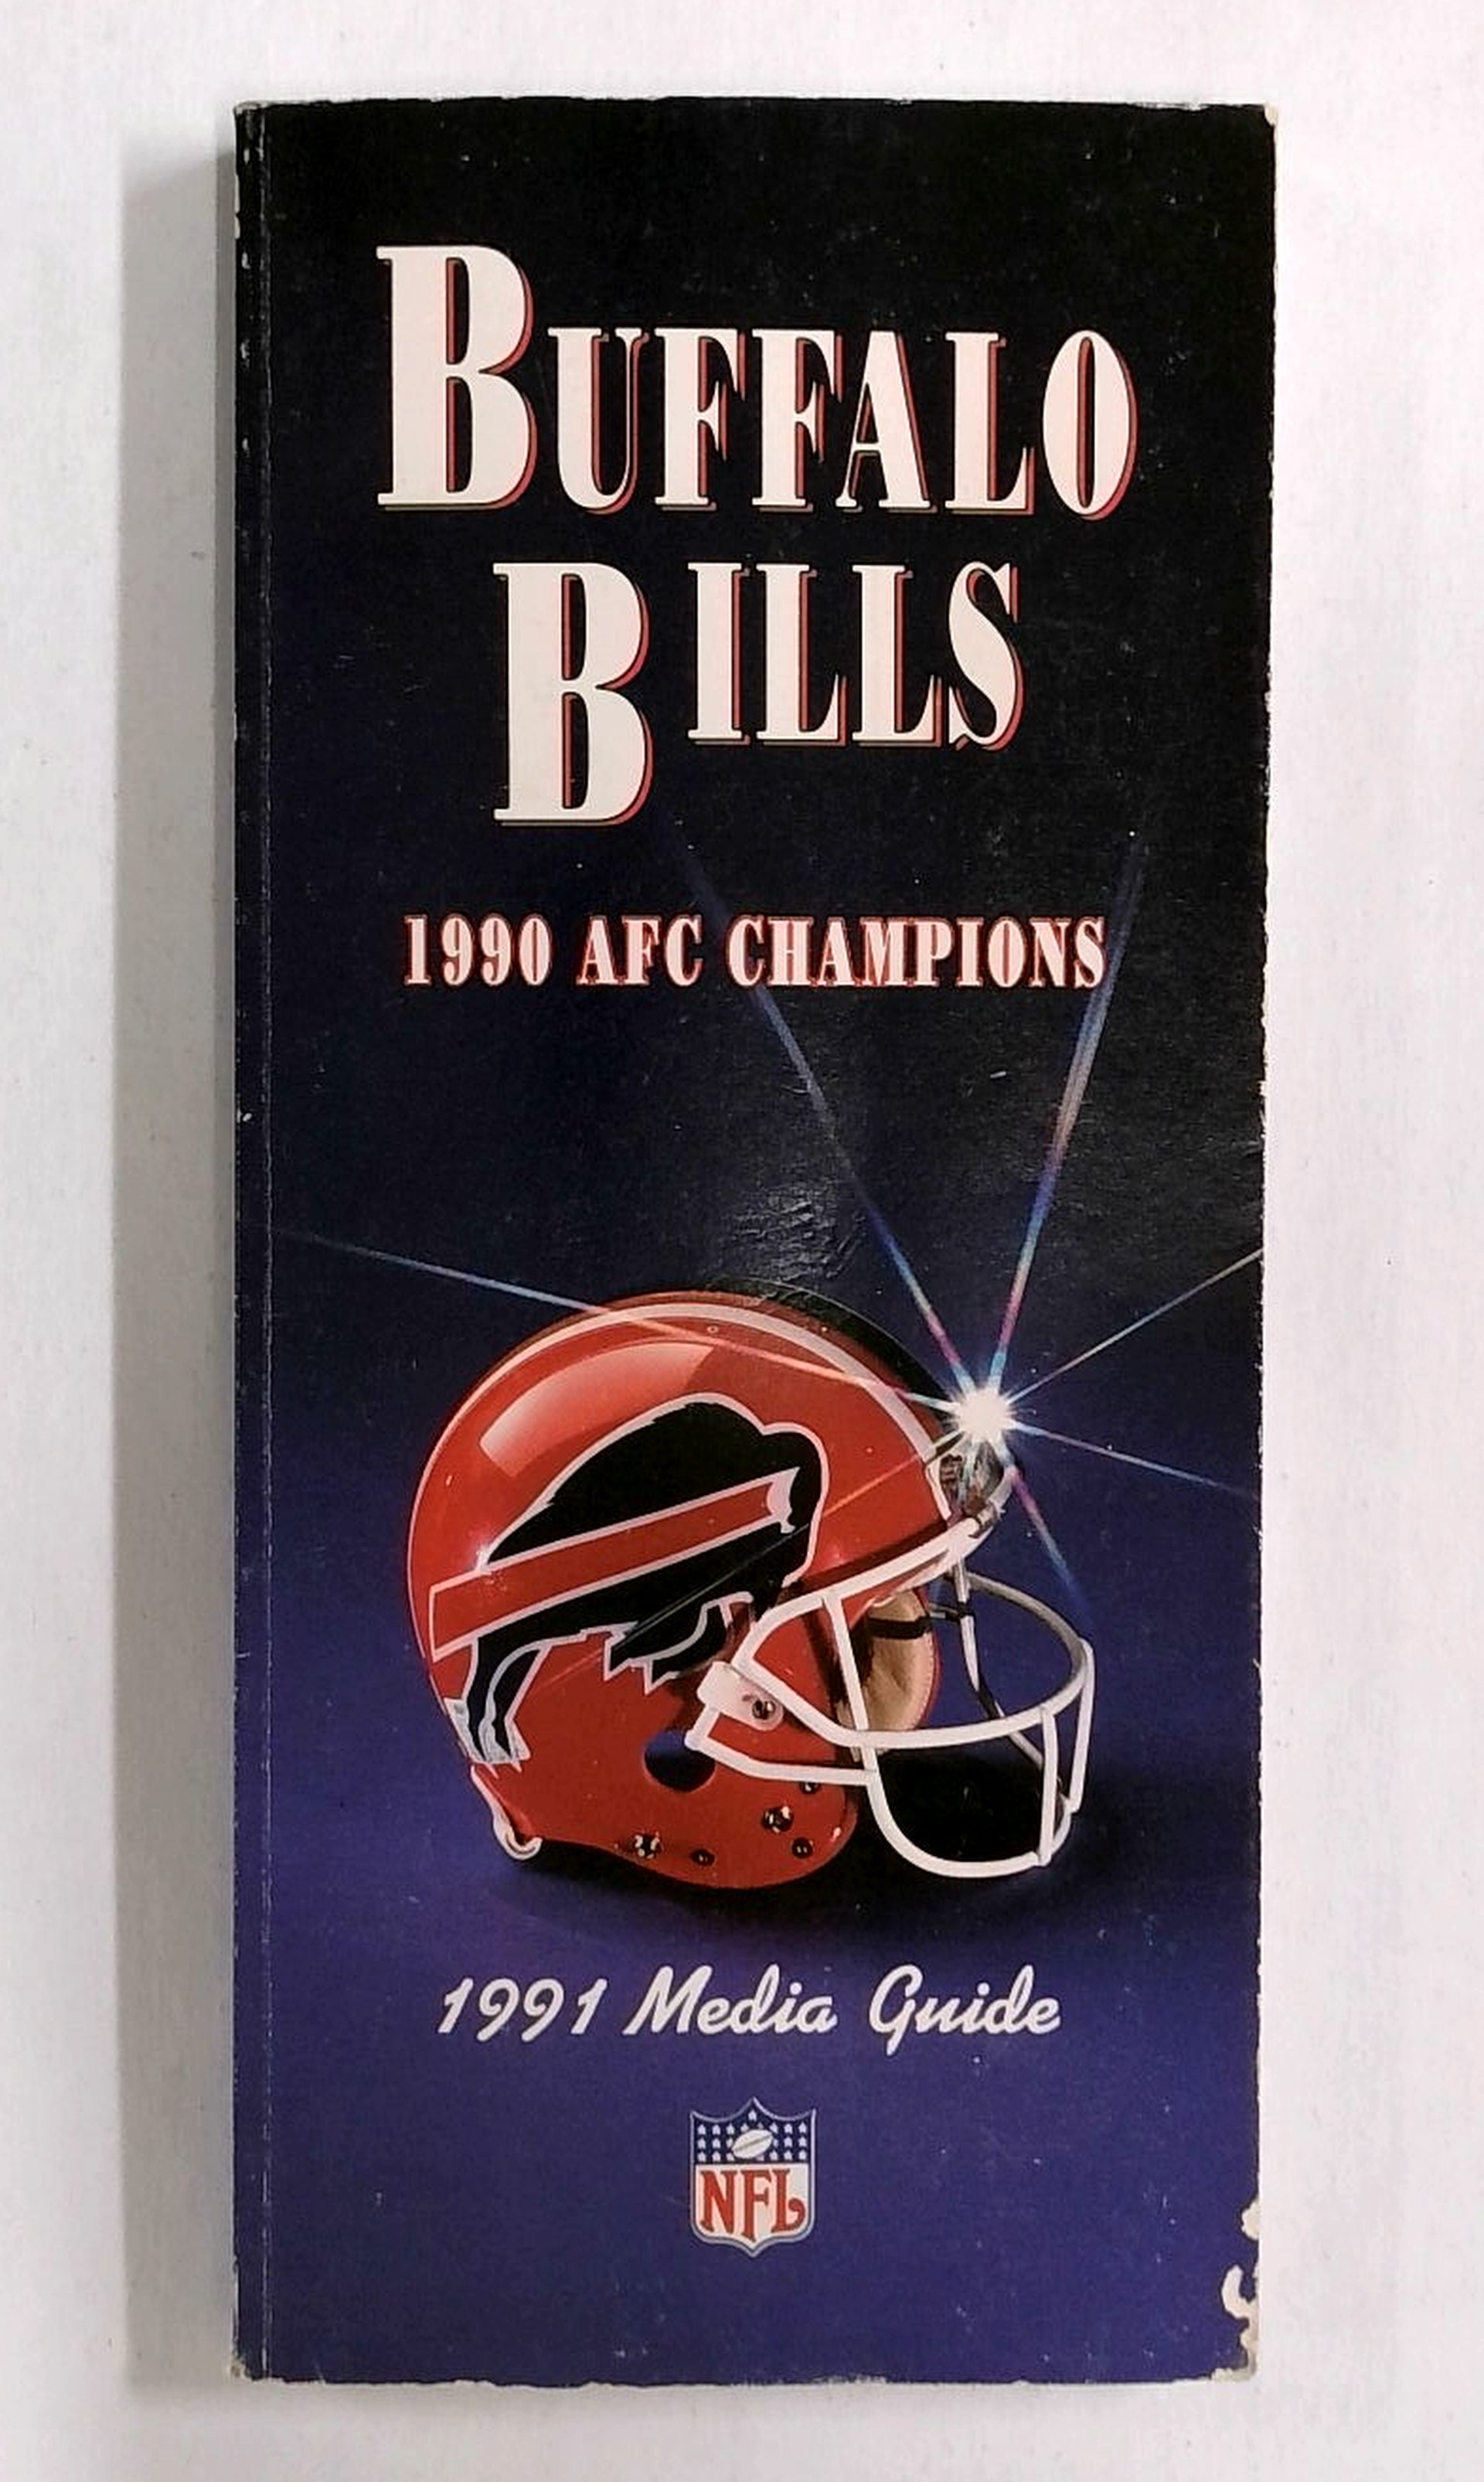 BUFFALO
BILLS
1990 AFC CHAMPIONS
1991 Media Guide
NFL